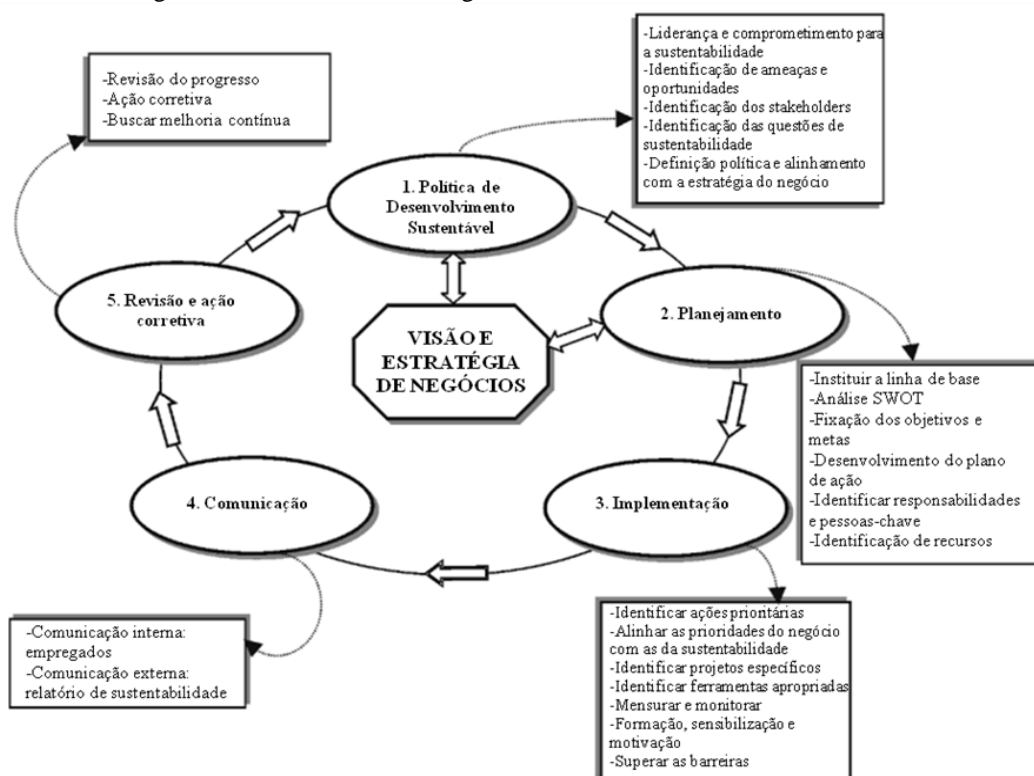 -Revisão do progresso
-Ação corretiva
-Buscar melhoria contínua
-Liderança e comprometimento para
a sustentabilidade
-Identificação de ameaças e
oportunidades
-Identificação dos stakeholders
-Identificação das questões de
sustentabilidade
-Definição política e alinhamento
com a estratégia do negócio
1. Política de
Desenvolvimento
Sustentável
5. Revisão e ação
corretiva
VISÃO E
ESTRATÉGIA
DE NEGÓCIOS
2. Planejamento
-Instituir a linha de base
-Análise SWOT
-Fixação dos objetivos e
metas
-Desenvolvimento do plano
de ação
-Identificar responsabilidades
e pessoas-chave
-Identificação de recursos
4. Comunicação
3. Implementação
-Comunicação interna:
empregados
-Comunicação externa:
relatório de sustentabilidade
-Identificar ações prioritárias
-Alinhar as prioridades do negócio
com as da sustentabilidade
-Identificar projetos específicos
-Identificar ferramentas apropriadas
-Mensurar e monitorar
-Formação, sensibilização e
motivação
-Superar as barreiras